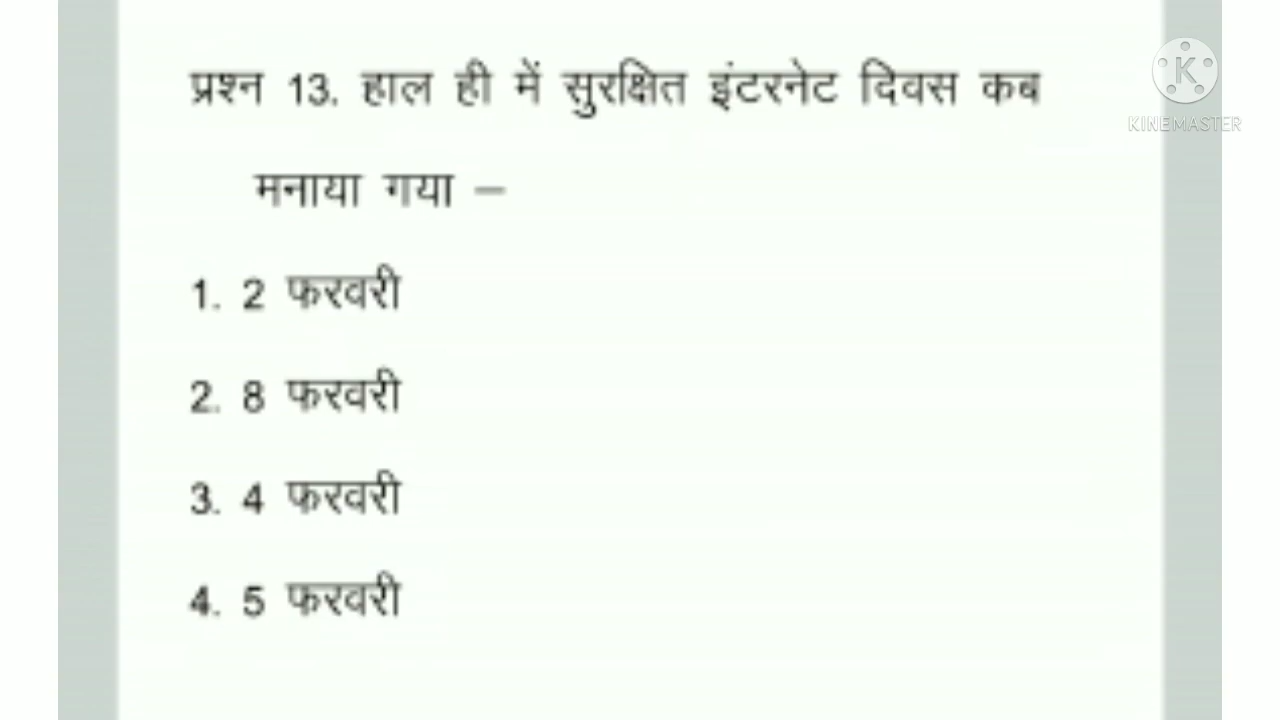 प्रश्न 13. हाल ही में सुरक्षित इंटरनेट दिवस कब
मनाया गया –
1. 2 फरवरी
2. 8 फरवरी
3. 4 फरवरी
4. 5 फरवरी
K
KINEMASTER